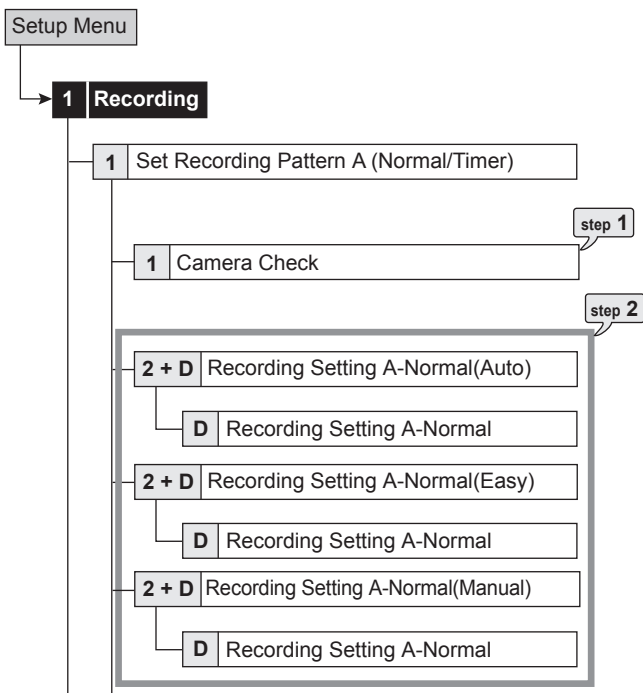 Setup Menu
1 Recording
1 Set Recording Pattern A (Normal/Timer)
step 1
1 Camera Check
step 2
2 + D Recording Setting A-Normal(Auto)
D Recording Setting A-Normal
2 + D Recording Setting A-Normal(Easy)
D Recording Setting A-Normal
2 + D Recording Setting A-Normal(Manual)
D Recording Setting A-Normal